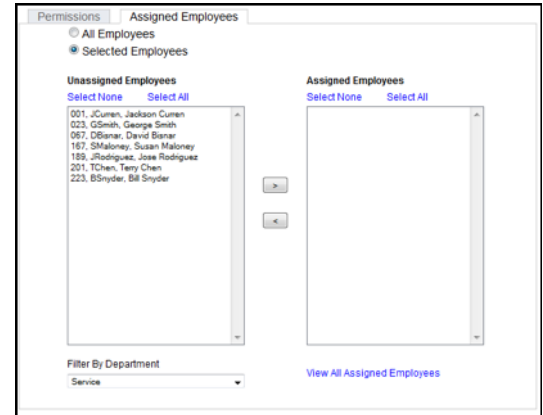 Permissions Assigned Employees
All Employees
Selected Employees
Unassigned Employees Assigned Employees
Select None Select All Select None Select All
001, JCurren, Jackson Curren
023, GSmith, George Smith
067, DBisnar, David Bisnar
167, SMaloney, Susan Maloney
189, JRodriguez, Jose Rodriguez
201, TChen, Terry Chen
223, BSnyder, Bill Snyder
>
<
Filter By Department
View All Assigned Employees
Service